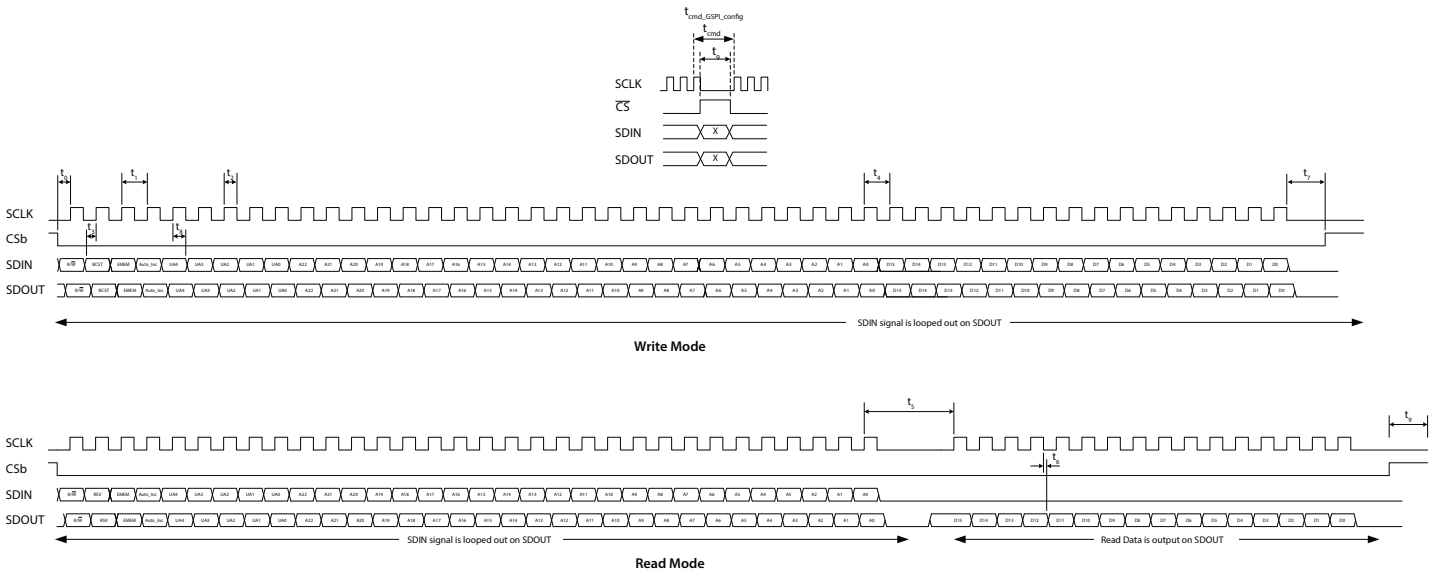 tcmd_GSPI_config
tcmd
t9
SCLK
CS
SDIN X
SDOUT X
t0 t1 t2 t4 t7
SCLK
t3 t8
CSb
SDIN R/W BCST EMEM Auto_Inc UA4 UA3 UA2 UA1 UA0 A22 A21 A20 A19 A18 A17 A16 A15 A14 A13 A12 A11 A10 A9 A8 A7 A6 A5 A4 A3 A2 A1 A0 D15 D14 D13 D12 D11 D10 D9 D8 D7 D6 D5 D4 D3 D2 D1 D0
SDOUT R/W BCST EMEM Auto_Inc UA4 UA3 UA2 UA1 UA0 A22 A21 A20 A19 A18 A17 A16 A15 A14 A13 A12 A11 A10 A9 A8 A7 A6 A5 A4 A3 A2 A1 A0 D15 D14 D13 D12 D11 D10 D9 D8 D7 D6 D5 D4 D3 D2 D1 D0
SDIN signal is looped out on SDOUT
Write Mode
t5 t9
SCLK
t6
CSb
SDIN R/W RSV EMEM Auto_Inc UA4 UA3 UA2 UA1 UA0 A22 A21 A20 A19 A18 A17 A16 A15 A14 A13 A12 A11 A10 A9 A8 A7 A6 A5 A4 A3 A2 A1 A0
SDOUT R/W RSV EMEM Auto_Inc UA4 UA3 UA2 UA1 UA0 A22 A21 A20 A19 A18 A17 A16 A15 A14 A13 A12 A11 A10 A9 A8 A7 A6 A5 A4 A3 A2 A1 A0 D15 D14 D13 D12 D11 D10 D9 D8 D7 D6 D5 D4 D3 D2 D1 D0
SDIN signal is looped out on SDOUT Read Data is output on SDOUT
Read Mode